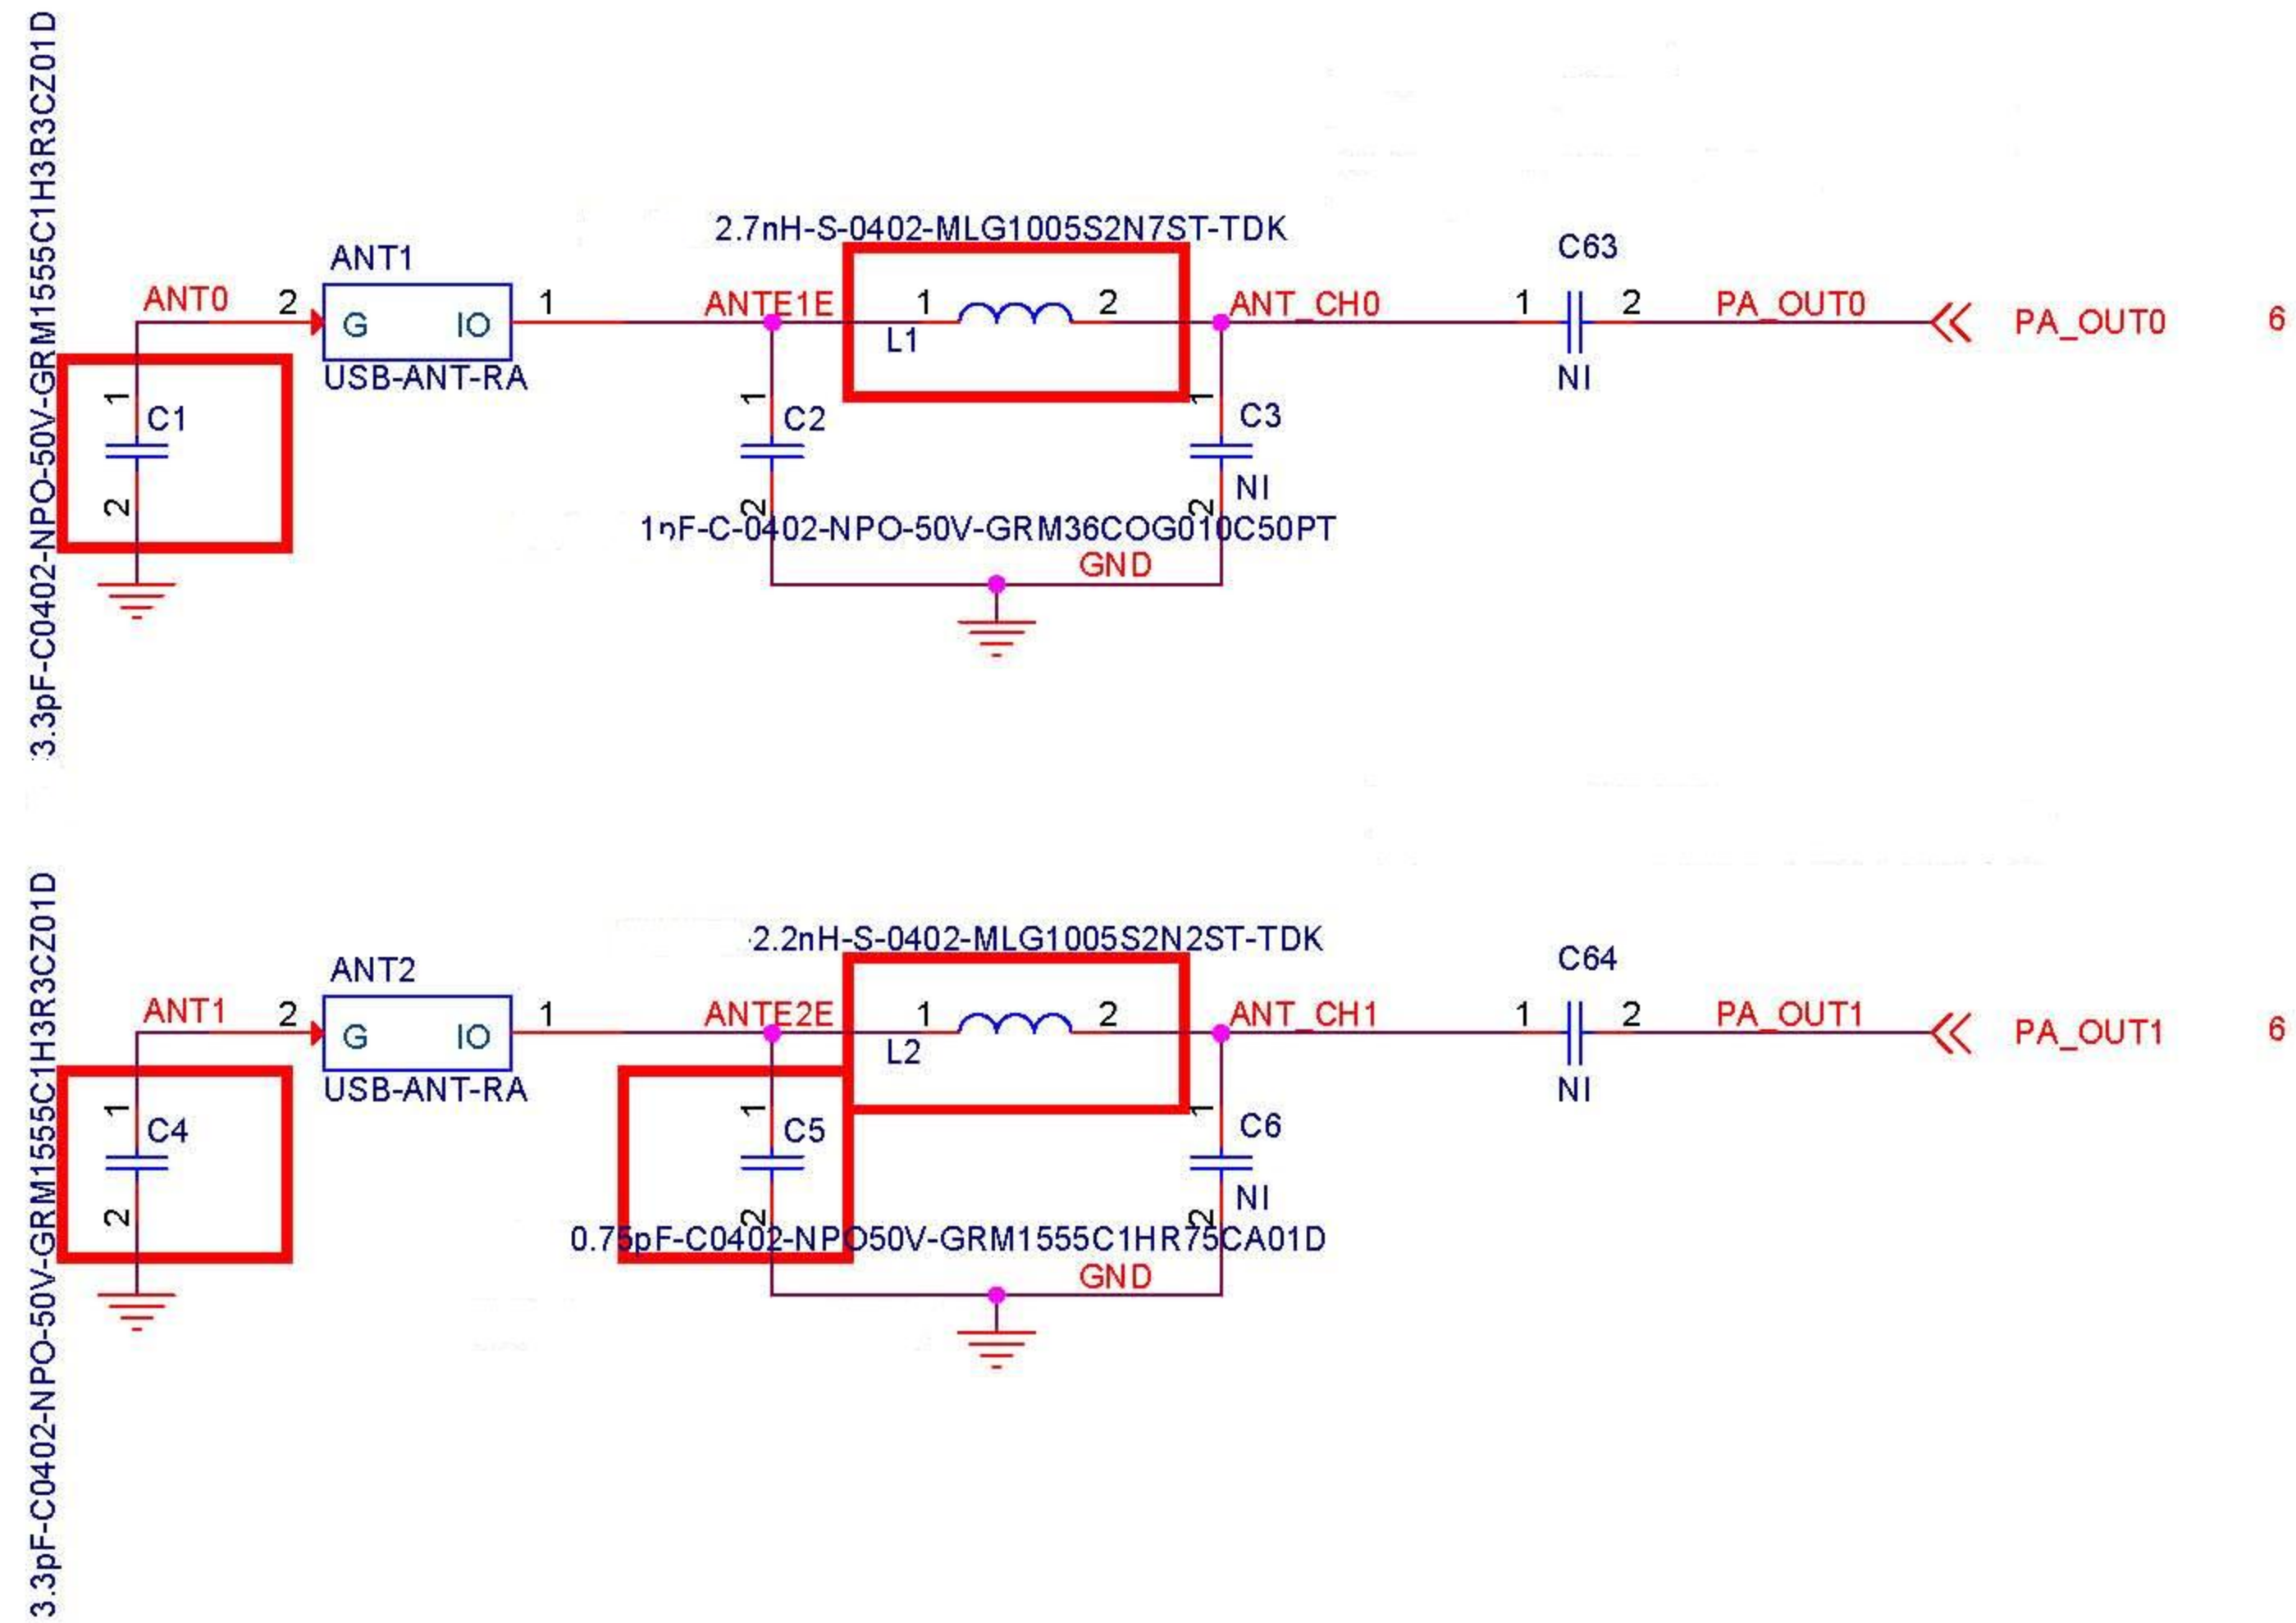 3.3pF-C0402-NPO-50V-GRM1555C1H3R3CZ01D
2.7nH-S-0402-MLG1005S2N7ST-TDK
C63
ANT1
ANT0 2 G IO 1 ANTE1E 1 2 ANT_CH0 1 2 PA_OUT0 PA_OUT0 6
L1
USB-ANT-RA
NI
1 C1 2
1 C2 2
1 C3 2
NI
1pF-C-0402-NPO-50V-GRM36COG010C50PT
GND
3.3pF-C0402-NPO-50V-GRM1555C1H3R3CZ01D
2.2nH-S-0402-MLG1005S2N2ST-TDK
C64
ANT2
ANT1 2 G IO 1 ANTE2E 1 2 ANT_CH1 1 2 PA_OUT1 PA_OUT1 6
L2
USB-ANT-RA
NI
1 C4 2
1 C5 2
1 C6 2
NI
0.75pF-C0402-NPO50V-GRM1555C1HR75CA01D
GND